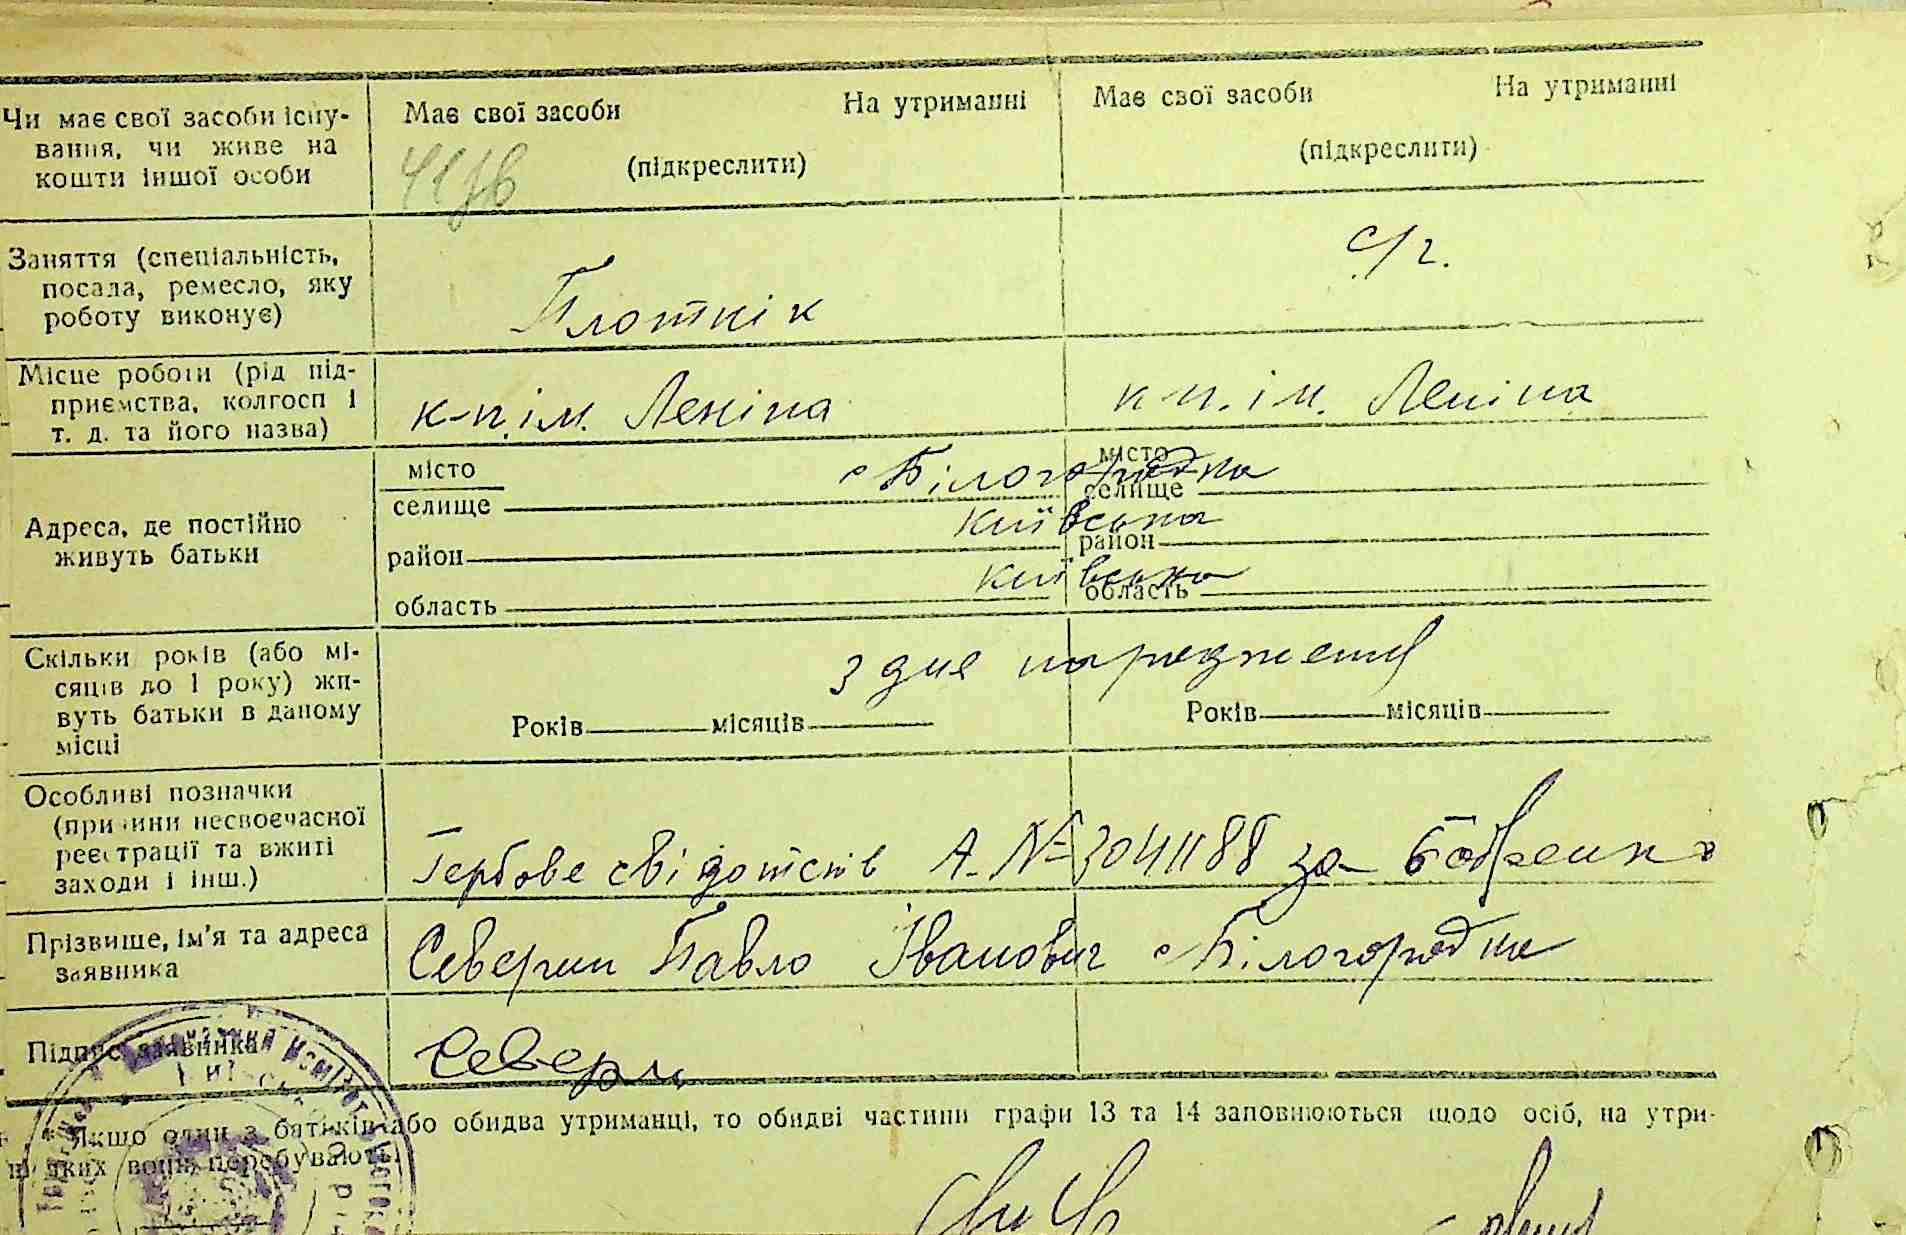 Чи має свої засоби існу-
вання, чи живе на
кошти іншої особи
Має свої засоби На утриманні
(підкреслити)
Має свої засоби На утриманні
(підкреслити)
Заняття (спеціальність,
посада, ремесло, яку
роботу виконує)
Плотнік
с/г.
Місце роботи (рід під-
приємства, колгосп і
т. д. та його назва)
к-п. ім. Леніна
к-п. ім. Леніна
Адреса, де постійно
живуть батьки
місто місто
с Білогородка
селище селище
Київська
район район
Київська
область область
Скільки років (або мі-
сяців до 1 року) жи-
вуть батьки в даному
місці
з дня народження
Років місяців Років місяців
Особливі позначки
(причини несвоєчасної
реєстрації та вжиті
заходи і інш.)
Гербове свідотств А-№ 3041188 за
Прізвище, ім'я та адреса
заявника
Северин Павло Іванович с Білогородка
Підпис заявника
Северин
Якщо один з батьків або обидва утриманці, то обидві частини графи 13 та 14 заповнюються щодо осіб, на утри-
яких вони перебувають.